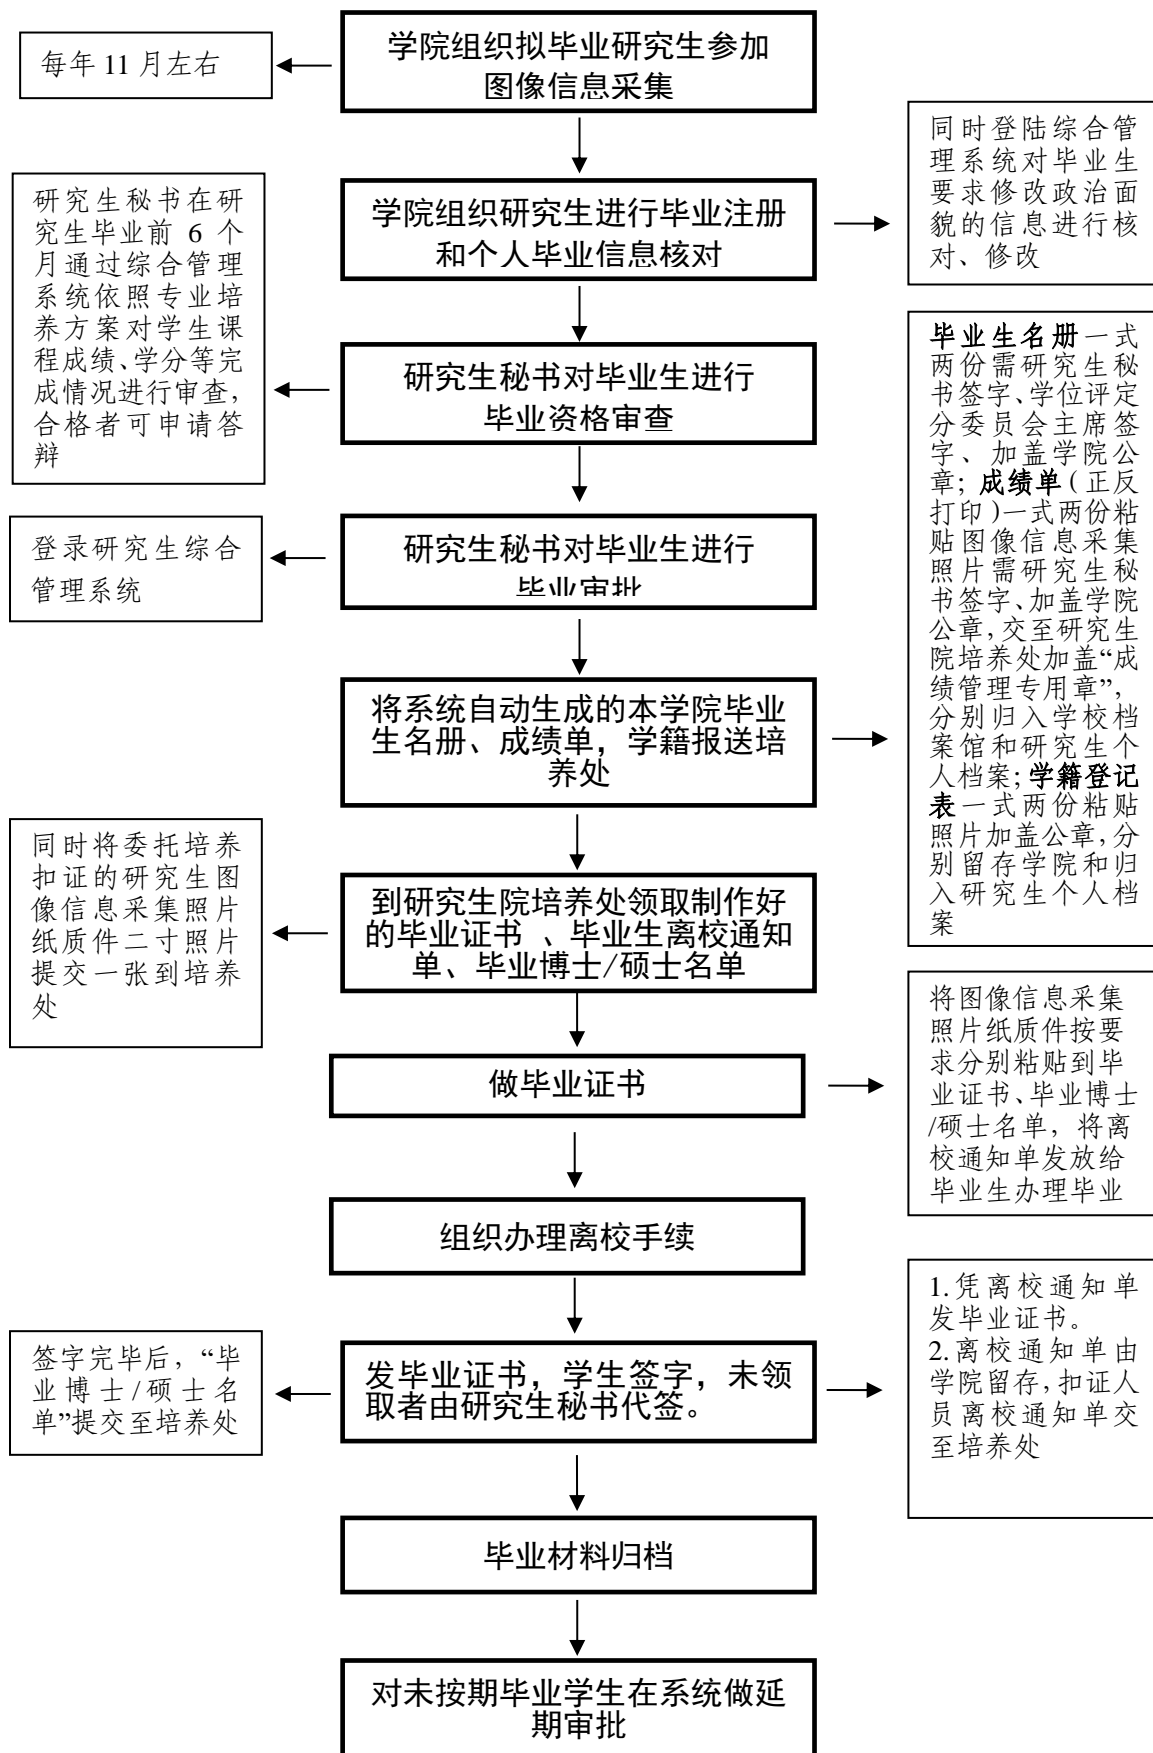 学院组织拟毕业研究生参加
图像信息采集
每年 11 月左右
同时登陆综合管
理系统对毕业生
要求修改政治面
貌的信息进行核
对、修改
学院组织研究生进行毕业注册
和个人毕业信息核对
研究生秘书在研
究生毕业前 6 个
月通过综合管理
系统依照专业培
养方案对学生课
程成绩、学分等完
成情况进行审查，
合格者可申请答
辩
研究生秘书对毕业生进行
毕业资格审查
毕业生名册一式
两份需研究生秘
书签字、学位评定
分委员会主席签
字、加盖学院公
章；成绩单（正反
打印）一式两份粘
贴图像信息采集
照片需研究生秘
书签字、加盖学院
公章，交至研究生
院培养处加盖“成
绩管理专用章”，
分别归入学校档
案馆和研究生个
人档案；学籍登记
表一式两份粘贴
照片加盖公章，分
别留存学院和归
入研究生个人档
案
登录研究生综合
管理系统
研究生秘书对毕业生进行
毕业审批
将系统自动生成的本学院毕业
生名册、成绩单，学籍报送培
养处
同时将委托培养
扣证的研究生图
像信息采集照片
纸质件二寸照片
提交一张到培养
处
到研究生院培养处领取制作好
的毕业证书 、毕业生离校通知
单、毕业博士/硕士名单
将图像信息采集
照片纸质件按要
求分别粘贴到毕
业证书、毕业博士
/硕士名单，将离
校通知单发放给
毕业生办理毕业
做毕业证书
组织办理离校手续
1.凭离校通知单
发毕业证书。
2.离校通知单由
学院留存，扣证人
员离校通知单交
至培养处
签字完毕后，“毕
业博士/硕士名
单”提交至培养处
发毕业证书，学生签字，未领
取者由研究生秘书代签。
毕业材料归档
对未按期毕业学生在系统做延
期审批